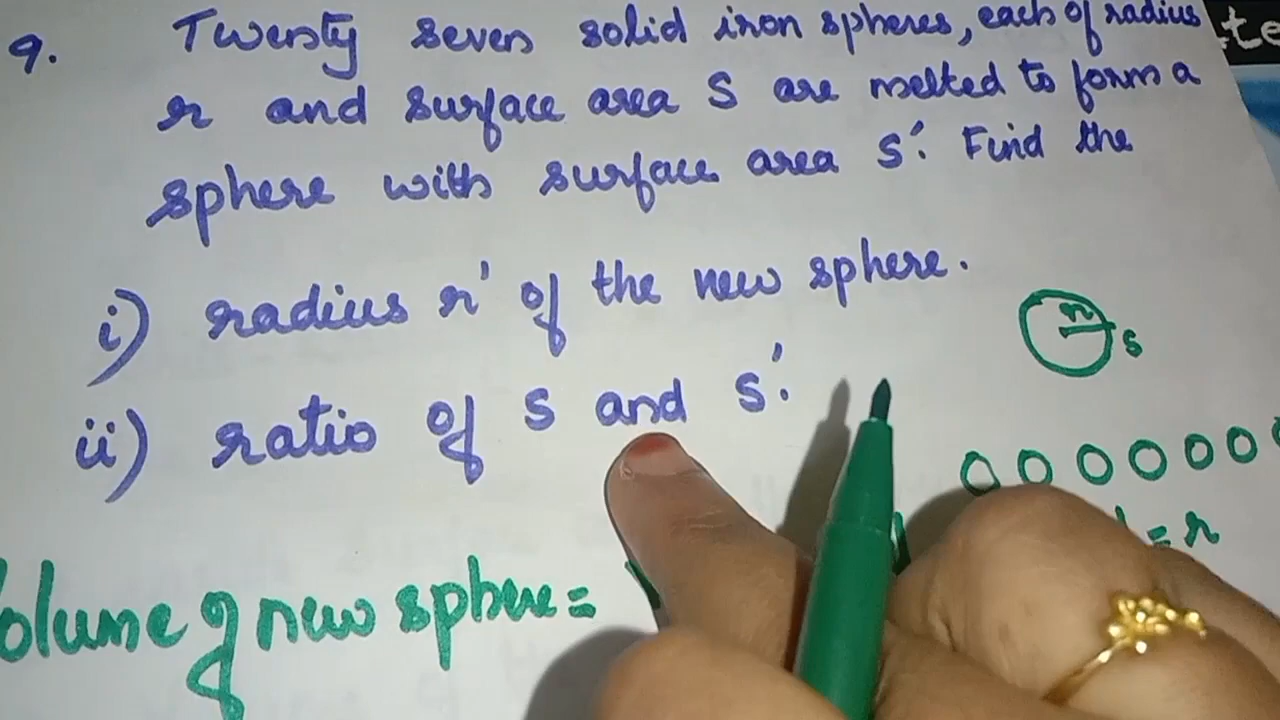 9. Twenty seven solid iron spheres, each of radius
r and surface area S are melted to form a
sphere with surface area S'. Find the
i) radius r' of the new sphere.
ii) ratio of S and S'.
r
S
= r
Volume of new sphere =